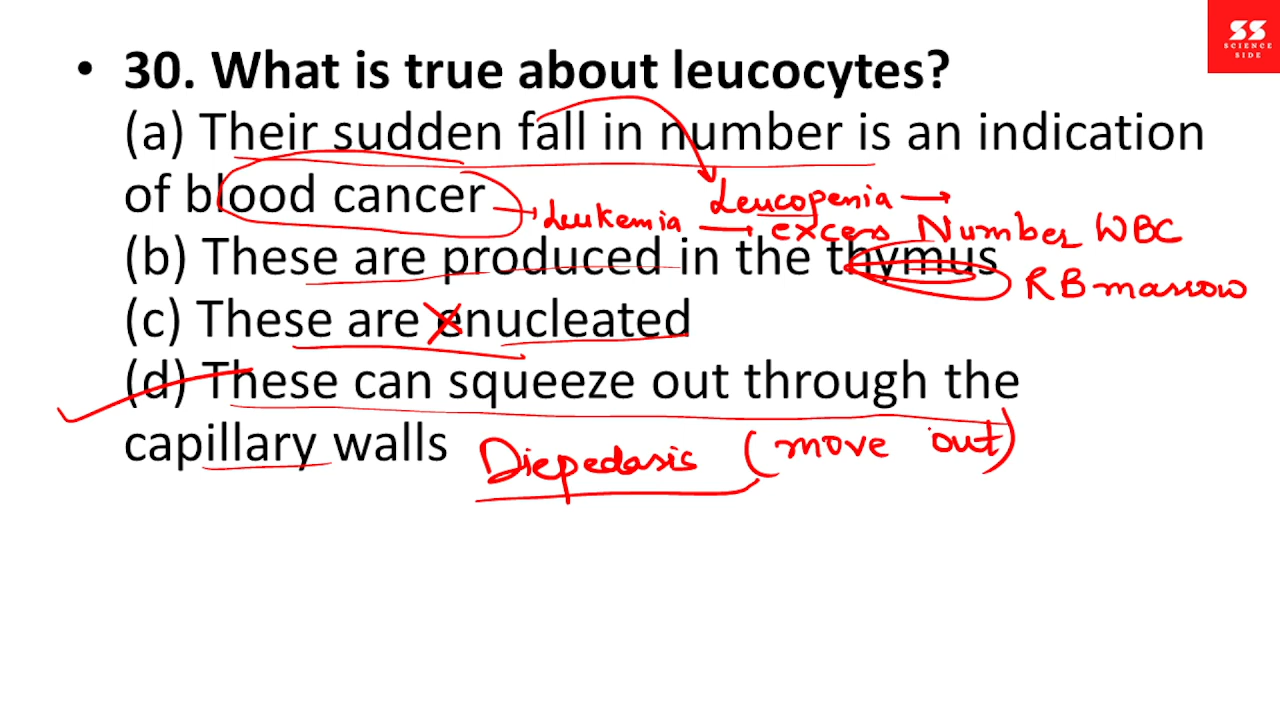 SS
SCIENCE
SIDE
• 30. What is true about leucocytes?
(a) Their sudden fall in number is an indication
of blood cancer
Leucopenia
Leukemia excess Number WBC
(b) These are produced in the thymus
RB marrow
(c) These are enucleated
(d) These can squeeze out through the
capillary walls
Diepedasis (move out)